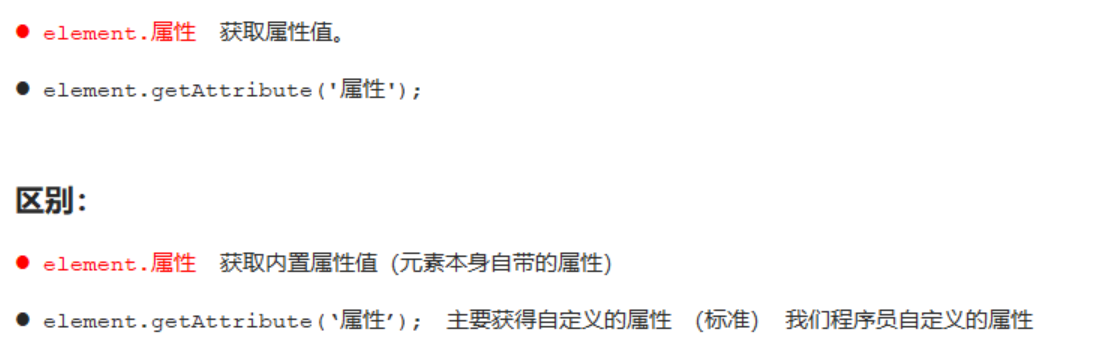 ● element.属性 获取属性值。
● element.getAttribute('属性');
区别：
● element.属性 获取内置属性值（元素本身自带的属性）
● element.getAttribute(‘属性’); 主要获得自定义的属性 （标准） 我们程序员自定义的属性